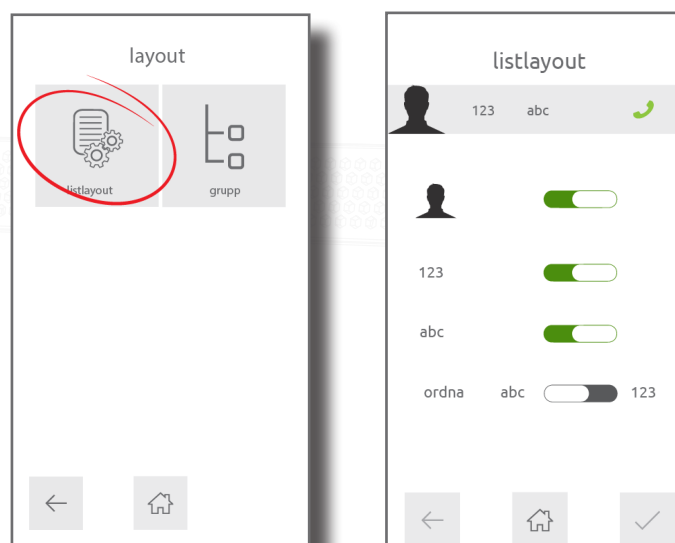 layout
listlayout
grupp
listlayout
123 abc
123
abc
ordna abc 123